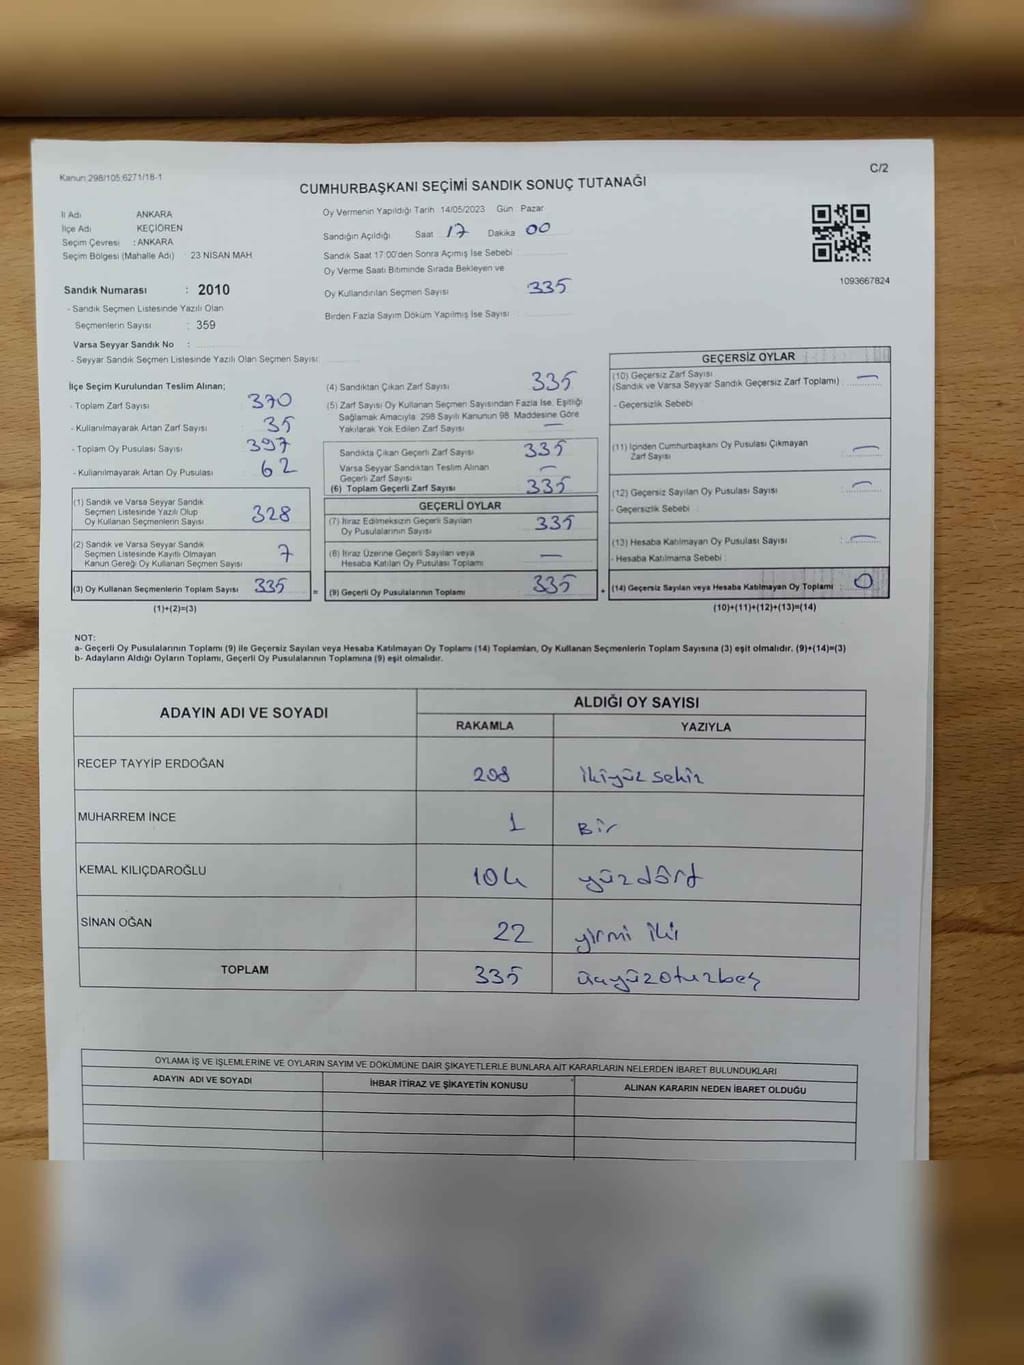 Kanun:298/105,6271/18-1
C/2
CUMHURBAŞKANI SEÇİMİ SANDIK SONUÇ TUTANAĞI
İl Adı ANKARA
İlçe Adı KEÇİÖREN
Seçim Çevresi : ANKARA
Seçim Bölgesi (Mahalle Adı) 23 NİSAN MAH
Sandık Numarası : 2010
- Sandık Seçmen Listesinde Yazılı Olan
Seçmenlerin Sayısı : 359
Varsa Seyyar Sandık No :
- Seyyar Sandık Seçmen Listesinde Yazılı Olan Seçmen Sayısı:
Oy Vermenin Yapıldığı Tarih 14/05/2023 Gün Pazar
Sandığın Açıldığı Saat 17 Dakika 00
Sandık Saat 17:00'den Sonra Açımış İse Sebebi
Oy Verme Saati Bitiminde Sırada Bekleyen ve
Oy Kullandırılan Seçmen Sayısı 335
Birden Fazla Sayım Döküm Yapılmış İse Sayısı
1093667824
İlçe Seçim Kurulundan Teslim Alınan;
- Toplam Zarf Sayısı 370
- Kullanılmayarak Artan Zarf Sayısı 35
- Toplam Oy Pusulası Sayısı 397
- Kullanılmayarak Artan Oy Pusulası 62
(1) Sandık ve Varsa Seyyar Sandık
Seçmen Listesinde Yazılı Olup
Oy Kullanan Seçmenlerin Sayısı 328
(2) Sandık ve Varsa Seyyar Sandık
Seçmen Listesinde Kayıtlı Olmayan
Kanun Gereği Oy Kullanan Seçmen Sayısı 7
(3) Oy Kullanan Seçmenlerin Toplam Sayısı 335 =
(1)+(2)=(3)
(4) Sandıktan Çıkan Zarf Sayısı 335
(5) Zarf Sayısı Oy Kullanan Seçmen Sayısından Fazla İse, Eşitliği
Sağlamak Amacıyla 298 Sayılı Kanunun 98. Maddesine Göre
Yakılarak Yok Edilen Zarf Sayısı —
Sandıkta Çıkan Geçerli Zarf Sayısı 335
Varsa Seyyar Sandıktan Teslim Alınan
Geçerli Zarf Sayısı —
(6) Toplam Geçerli Zarf Sayısı 335
GEÇERLİ OYLAR
(7) İtiraz Edilmeksizin Geçerli Sayılan
Oy Pusulalarının Sayısı 335
(8) İtiraz Üzerine Geçerli Sayılan veya
Hesaba Katılan Oy Pusulası Toplamı —
(9) Geçerli Oy Pusulalarının Toplamı 335 +
GEÇERSİZ OYLAR
(10) Geçersiz Zarf Sayısı
(Sandık ve Varsa Seyyar Sandık Geçersiz Zarf Toplamı) —
- Geçersizlik Sebebi
(11) İçinden Cumhurbaşkanı Oy Pusulası Çıkmayan
Zarf Sayısı —
(12) Geçersiz Sayılan Oy Pusulası Sayısı —
- Geçersizlik Nedeni
(13) Hesaba Katılmayan Oy Pusulası Sayısı —
- Hesaba Katılmama Sebebi :
(14) Geçersiz Sayılan veya Hesaba Katılmayan Oy Toplamı : 0
(10)+(11)+(12)+(13)=(14)
NOT:
a- Geçerli Oy Pusulalarının Toplamı (9) ile Geçersiz Sayılan veya Hesaba Katılmayan Oy Toplamı (14) Toplamları, Oy Kullanan Seçmenlerin Toplam Sayısına (3) eşit olmalıdır. (9)+(14)=(3)
b- Adayların Aldığı Oyların Toplamı, Geçerli Oy Pusulalarının Toplamına (9) eşit olmalıdır.
ADAYIN ADI VE SOYADI ALDIĞI OY SAYISI
RAKAMLA YAZIYLA
RECEP TAYYİP ERDOĞAN 208 ikiyüz sekiz
MUHARREM İNCE 1 Bir
KEMAL KILIÇDAROĞLU 104 yüzdört
SİNAN OĞAN 22 yirmi iki
TOPLAM 335 üçyüzotuzbeş
OYLAMA İŞ VE İŞLEMLERİNE VE OYLARIN SAYIM VE DÖKÜMÜNE DAİR ŞİKAYETLERLE BUNLARA AİT KARARLARIN NELERDEN İBARET BULUNDUKLARI
ADAYIN ADI VE SOYADI İHBAR İTİRAZ VE ŞİKAYETİN KONUSU ALINAN KARARIN NEDEN İBARET OLDUĞU